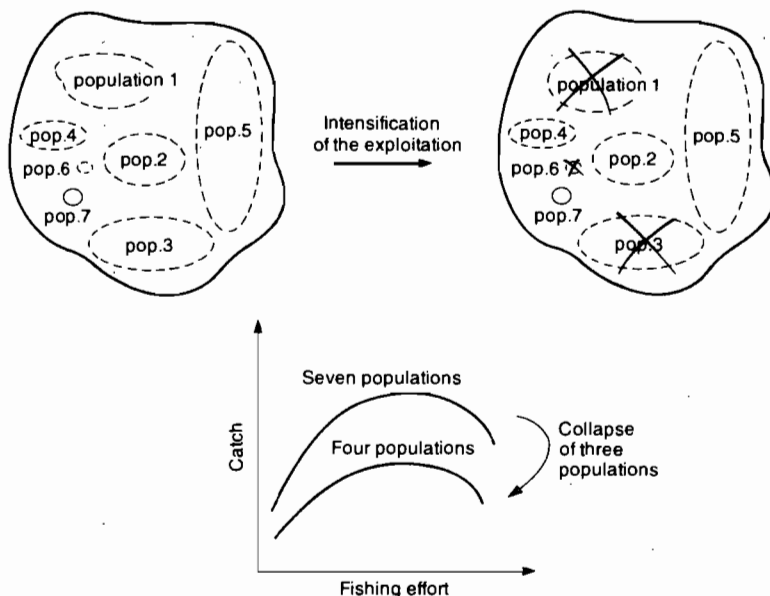 population 1
pop.4
pop.5
pop.2
pop.6
pop.7
pop.3
Intensification
of the exploitation
population 1
pop.4
pop.5
pop.2
pop.6
pop.7
pop.3
Catch
Seven populations
Four populations
Collapse
of three
populations
Fishing effort